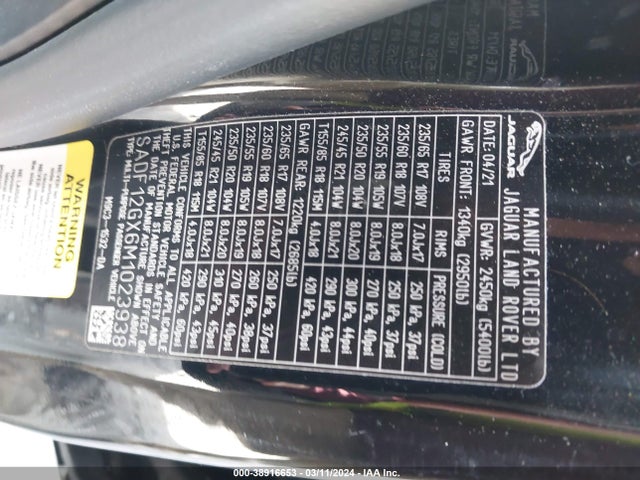 JAGUAR
MANUFACTURED BY
JAGUAR LAND ROVER LTD
DATE: 04/21 GVWR: 2450kg (5400lb)
GAWR FRONT: 1340kg (2950lb)
TIRES RIMS PRESSURE (COLD)
235/65 R17 108V 7.0Jx17 250 kPa, 37psi
235/60 R18 107V 8.0Jx18 250 kPa, 37psi
235/55 R19 105W 8.0Jx19 270 kPa, 40psi
235/50 R20 104W 8.0Jx20 300 kPa, 44psi
245/45 R21 104W 8.0Jx21 290 kPa, 43psi
T155/85 R18 115M 4.0Jx18 420 kPa, 60psi
GAWR REAR: 1220kg (2685lb)
235/65 R17 108V 7.0Jx17 250 kPa, 37psi
235/60 R18 107V 8.0Jx18 260 kPa, 38psi
235/55 R19 105W 8.0Jx19 250 kPa, 36psi
235/50 R20 104W 8.0Jx20 270 kPa, 40psi
245/45 R21 104W 8.0Jx21 310 kPa, 45psi
290 kPa, 43psi
T155/85 R18 115M 4.0Jx18 420 kPa, 60psi
THIS VEHICLE CONFORMS TO ALL APPLICABLE
U.S. FEDERAL MOTOR VEHICLE SAFETY AND
THEFT PREVENTION STANDARDS IN EFFECT ON
THE DATE OF MANUFACTURE SHOWN ABOVE
TYPE: MULTI-PURPOSE PASSENGER VEHICLE
M8C3-1532-DA
000-38916653 - 03/11/2024 - IAA Inc.